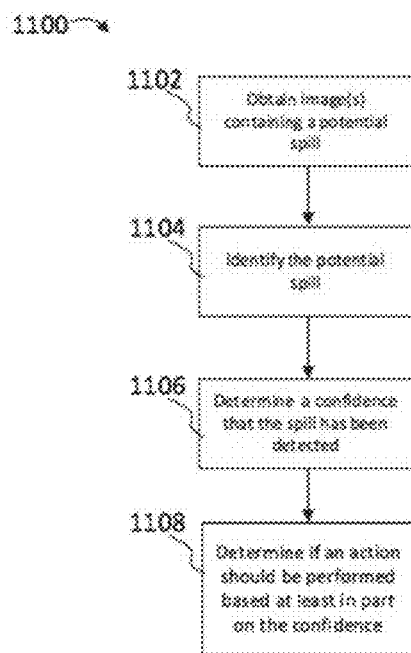 1100
1102
Obtain image(s)
containing a potential
spill
1104
Identify the potential
spill
1106
Determine a confidence
that the spill has been
detected
1108
Determine if an action
should be performed
based at least in part
on the confidence